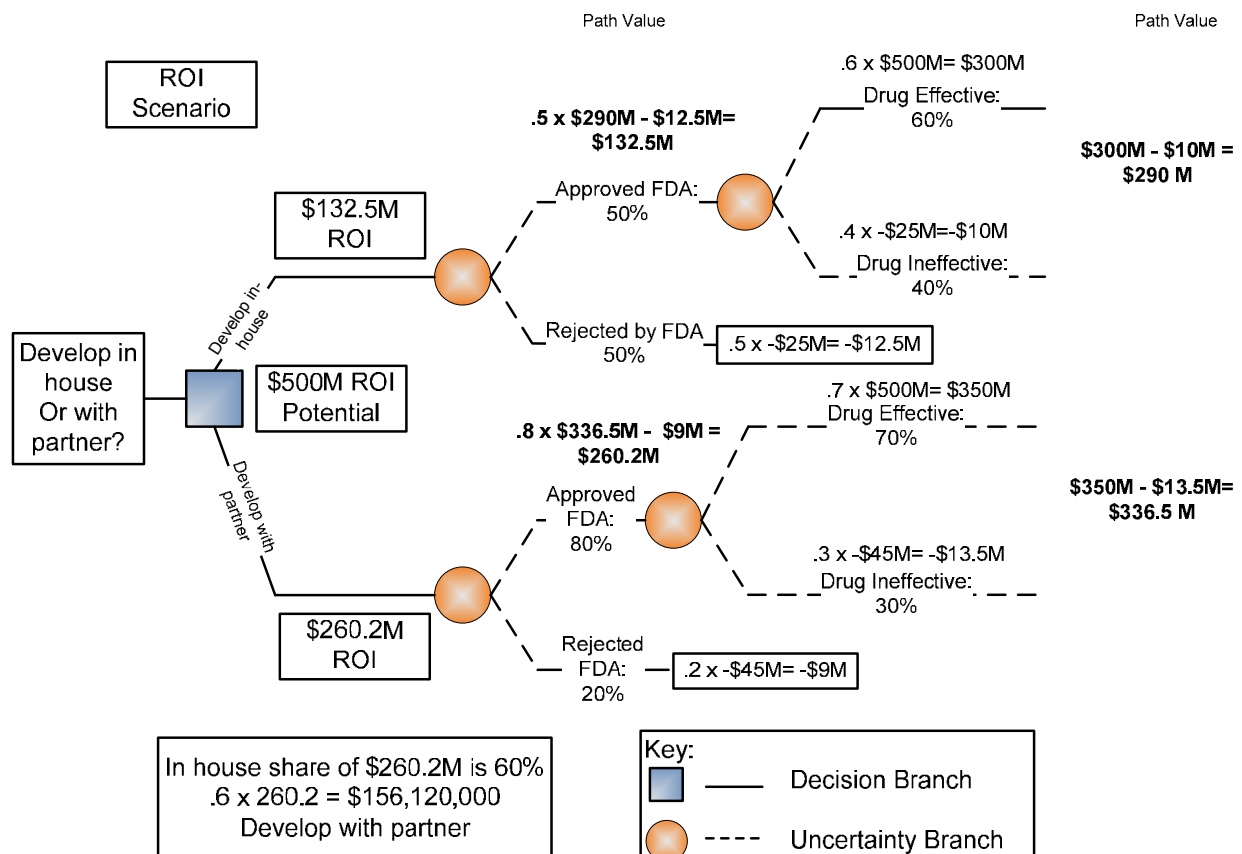 Path Value
Path Value
ROI
Scenario
.6 x $500M= $300M
Drug Effective:
60%
.5 x $290M - $12.5M=
$132.5M
$300M - $10M =
$290 M
Approved FDA:
50%
$132.5M
ROI
.4 x -$25M=-$10M
Drug Ineffective:
40%
Develop in-
house
Rejected by FDA
50%
.5 x -$25M= -$12.5M
Develop in
house
Or with
partner?
$500M ROI
Potential
.7 x $500M= $350M
Drug Effective:
70%
.8 x $336.5M - $9M =
$260.2M
$350M - $13.5M=
$336.5 M
Develop with
partner
Approved
FDA:
80%
.3 x -$45M= -$13.5M
Drug Ineffective:
30%
$260.2M
ROI
Rejected
FDA:
20%
.2 x -$45M= -$9M
In house share of $260.2M is 60%
.6 x 260.2 = $156,120,000
Develop with partner
Key:
Decision Branch
Uncertainty Branch